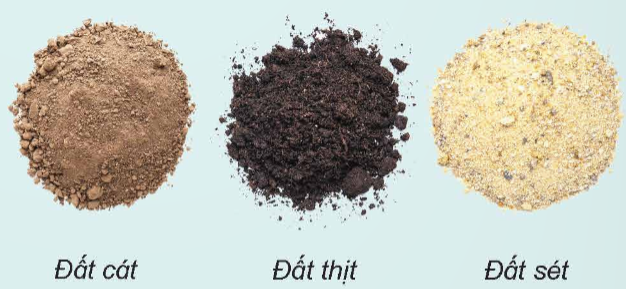 Đất cát
Đất thịt
Đất sét